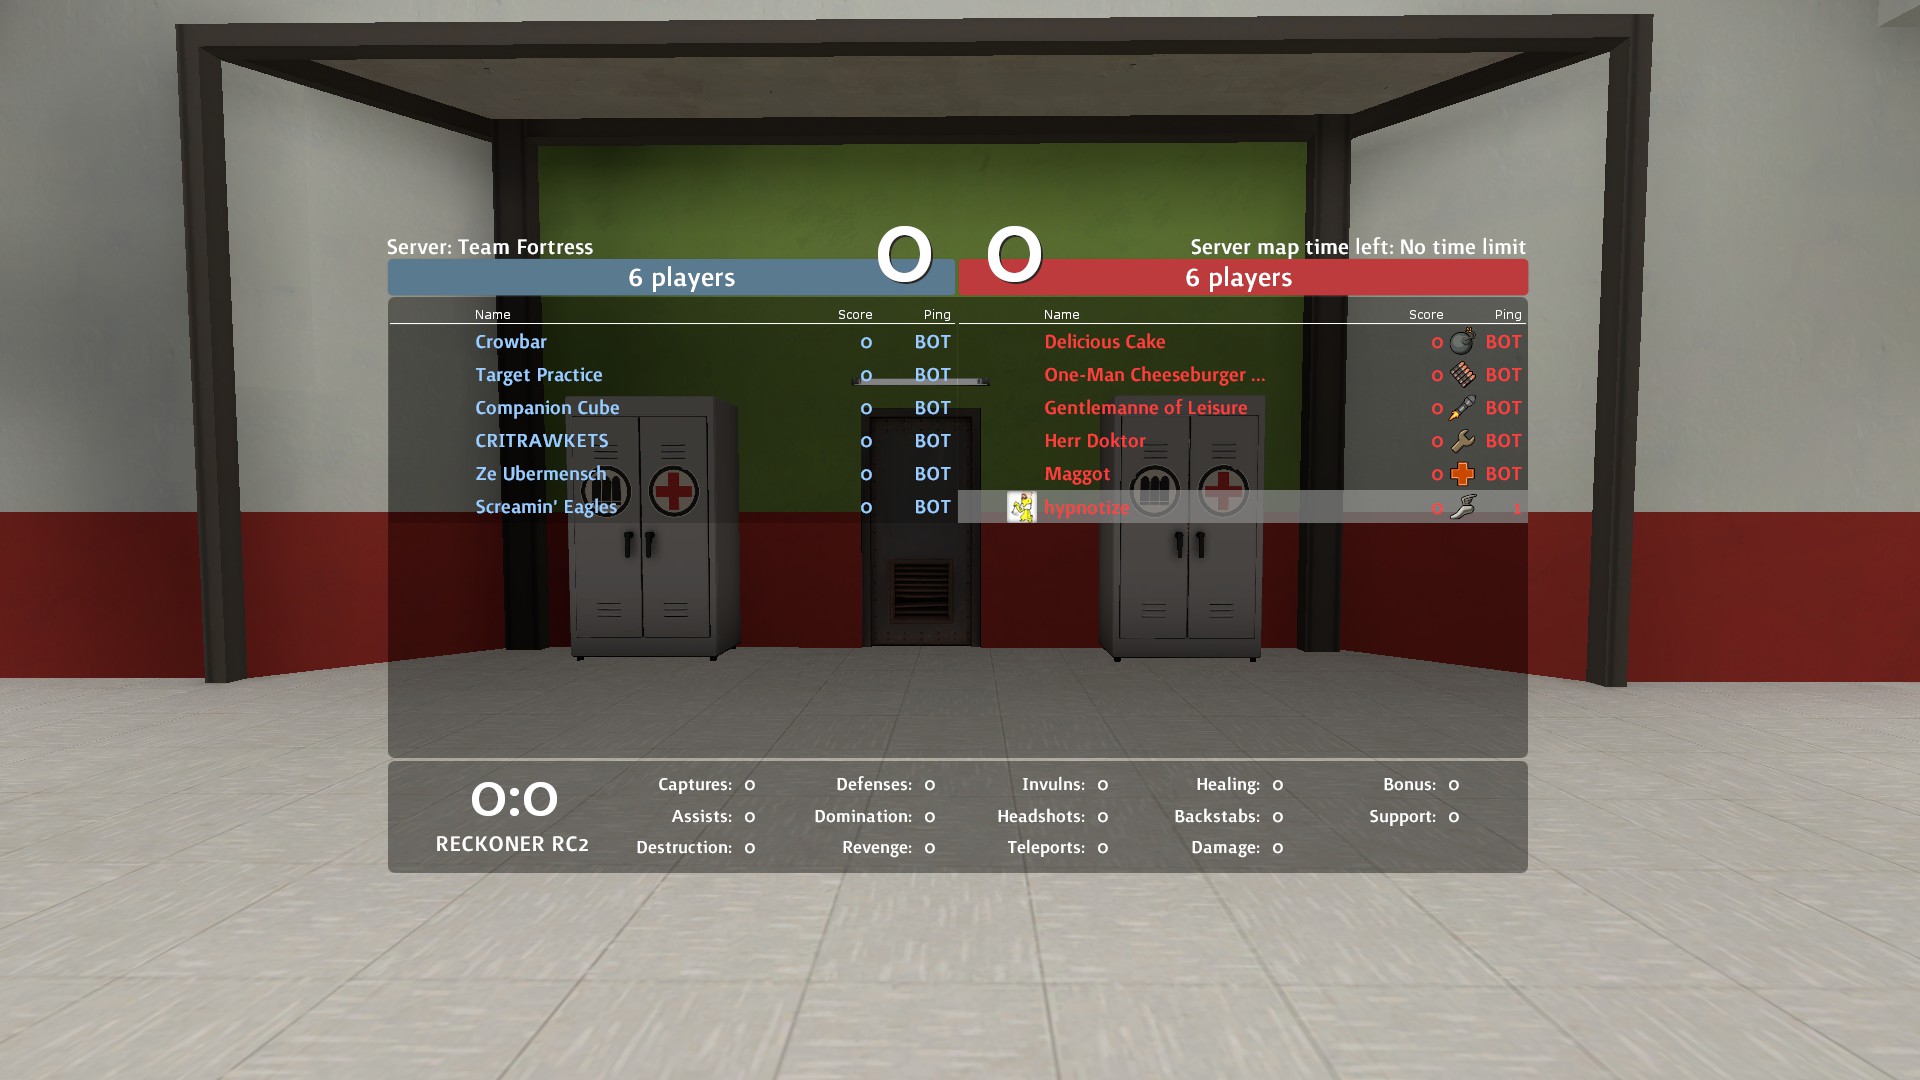 Server: Team Fortress
Server map time left: No time limit
6 players 0
0 6 players
Name Score Ping
Crowbar 0 BOT
Target Practice 0 BOT
Companion Cube 0 BOT
CRITRAWKETS 0 BOT
Ze Ubermensch 0 BOT
Screamin' Eagles 0 BOT
Name Score Ping
Delicious Cake 0 BOT
One-Man Cheeseburger ... 0 BOT
Gentlemanne of Leisure 0 BOT
Herr Doktor 0 BOT
Maggot 0 BOT
hypnotize 0
0:0
RECKONER RC2
Captures: 0 Defenses: 0 Invulns: 0 Healing: 0 Bonus: 0
Assists: 0 Domination: 0 Headshots: 0 Backstabs: 0 Support: 0
Destruction: 0 Revenge: 0 Teleports: 0 Damage: 0